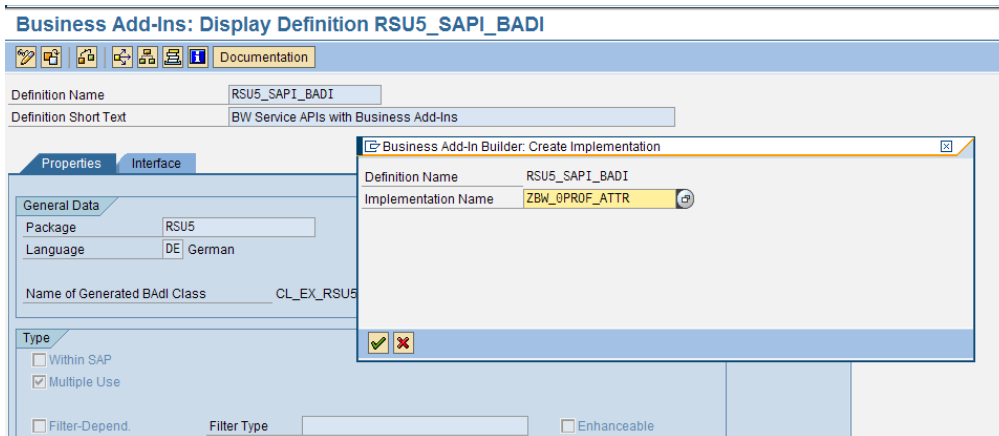 Business Add-Ins: Display Definition RSU5_SAPI_BADI
Documentation
Definition Name RSU5_SAPI_BADI
Definition Short Text BW Service APIs with Business Add-Ins
Business Add-In Builder: Create Implementation
Properties Interface
Definition Name RSU5_SAPI_BADI
Implementation Name ZBW_0PROF_ATTR
General Data
Package RSU5
Language DE German
Name of Generated BAdI Class CL_EX_RSU5
Type
Within SAP
Multiple Use
Filter-Depend. Filter Type Enhanceable